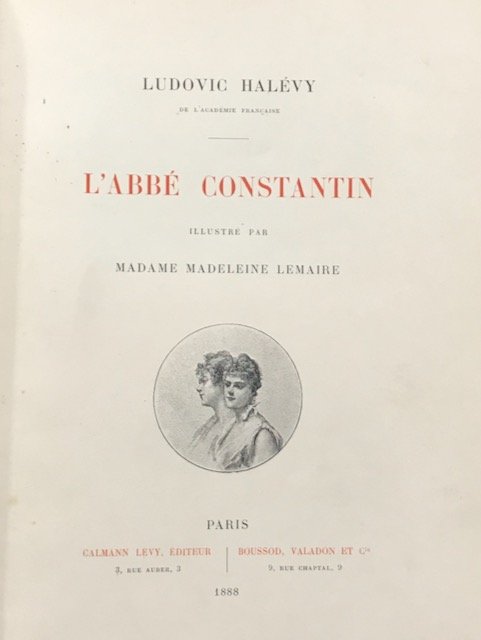 LUDOVIC HALÉVY
DE L'ACADÉMIE FRANÇAISE
L'ABBÉ CONSTANTIN
ILLUSTRÉ PAR
MADAME MADELEINE LEMAIRE
PARIS
CALMANN LEVY, ÉDITEUR
3, RUE AUBER, 3
BOUSSOD, VALADON ET Cie
9, RUE CHAPTAL, 9
1888